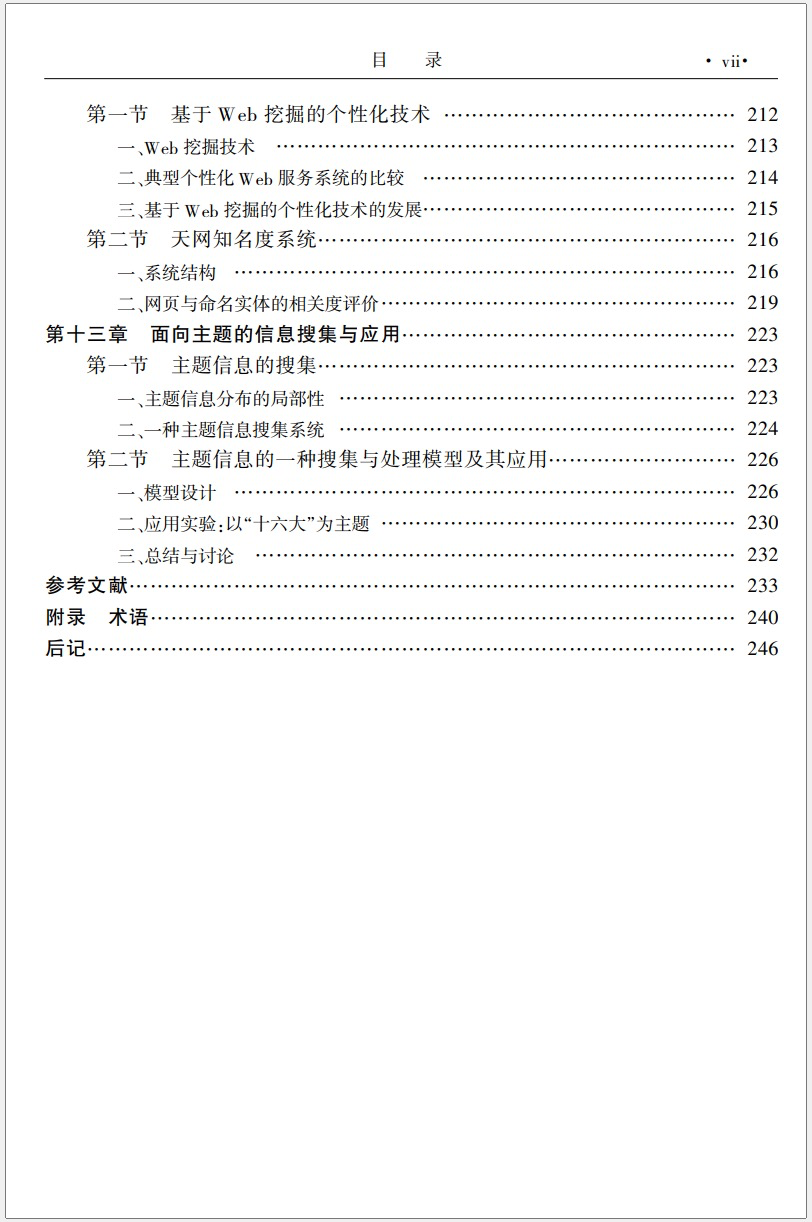 目 录 · vii·
第一节 基于 Web 挖掘的个性化技术 …………………………………… 212
一、Web 挖掘技术 ………………………………………………………… 213
二、典型个性化 Web 服务系统的比较 ……………………………………… 214
三、基于 Web 挖掘的个性化技术的发展…………………………………… 215
第二节 天网知名度系统…………………………………………………… 216
一、系统结构 ……………………………………………………………… 216
二、网页与命名实体的相关度评价………………………………………… 219
第十三章 面向主题的信息搜集与应用…………………………………… 223
第一节 主题信息的搜集…………………………………………………… 223
一、主题信息分布的局部性 ……………………………………………… 223
二、一种主题信息搜集系统 ……………………………………………… 224
第二节 主题信息的一种搜集与处理模型及其应用……………………… 226
一、模型设计 ……………………………………………………………… 226
二、应用实验:以“十六大”为主题 ………………………………………… 230
三、总结与讨论 …………………………………………………………… 232
参考文献…………………………………………………………………… 233
附录 术语………………………………………………………………… 240
后记………………………………………………………………………… 246